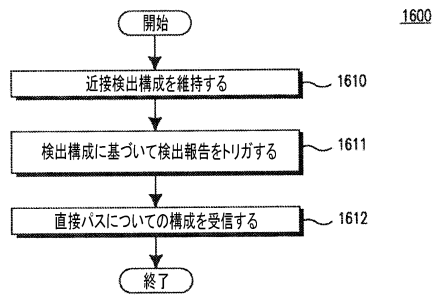 開始
1600
近接検出構成を維持する
1610
検出構成に基づいて検出報告をトリガする
1611
直接パスについての構成を受信する
1612
終了